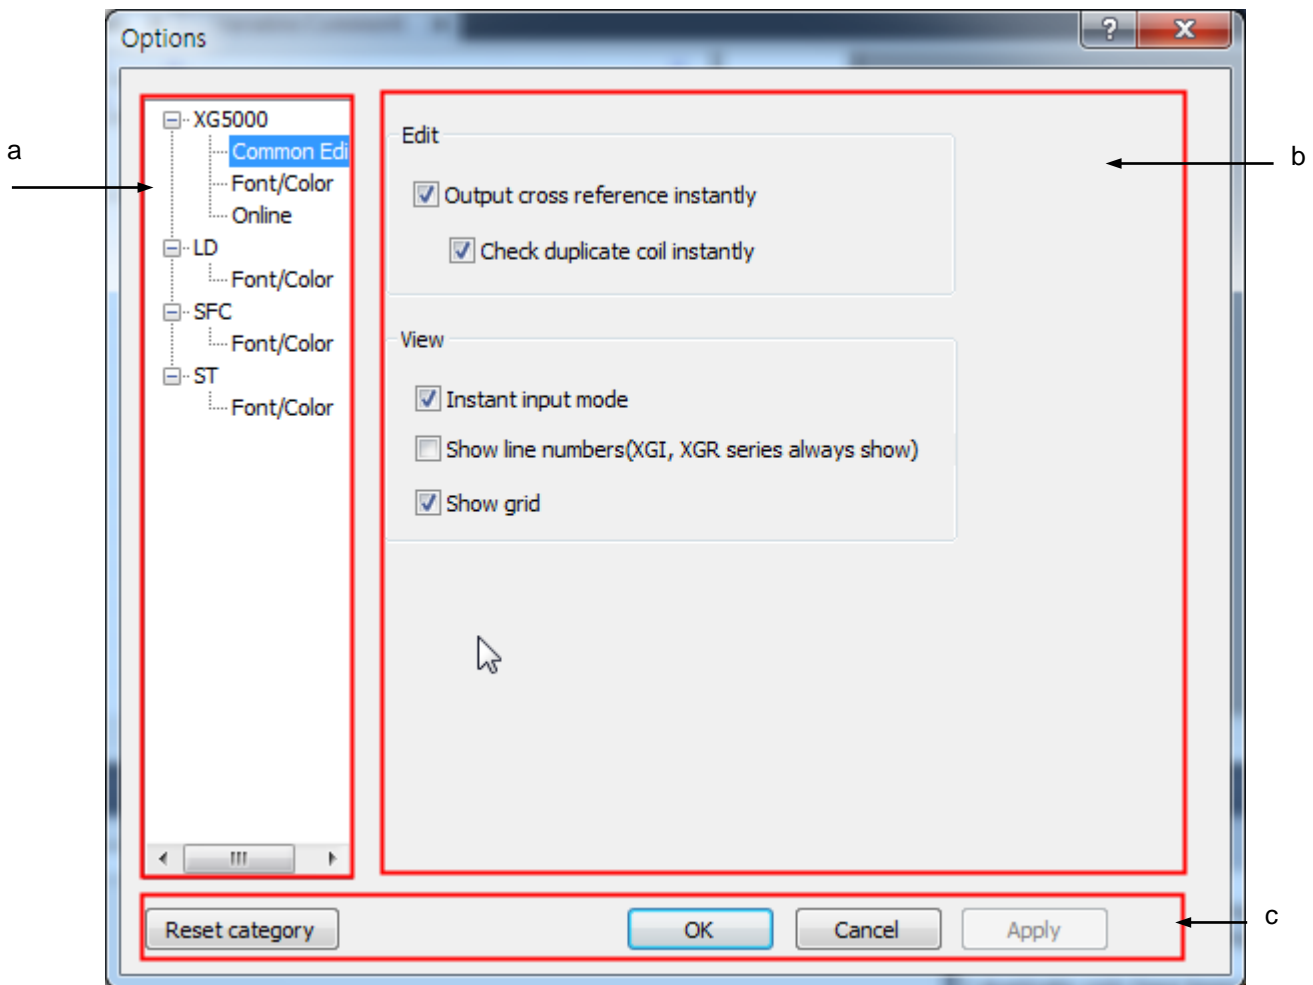 Options
?
X
a
XG5000
Common Edi
Font/Color
Online
LD
Font/Color
SFC
Font/Color
ST
Font/Color
b
Edit
Output cross reference instantly
Check duplicate coil instantly
View
Instant input mode
Show line numbers(XGI, XGR series always show)
Show grid
Reset category
OK
Cancel
Apply
c